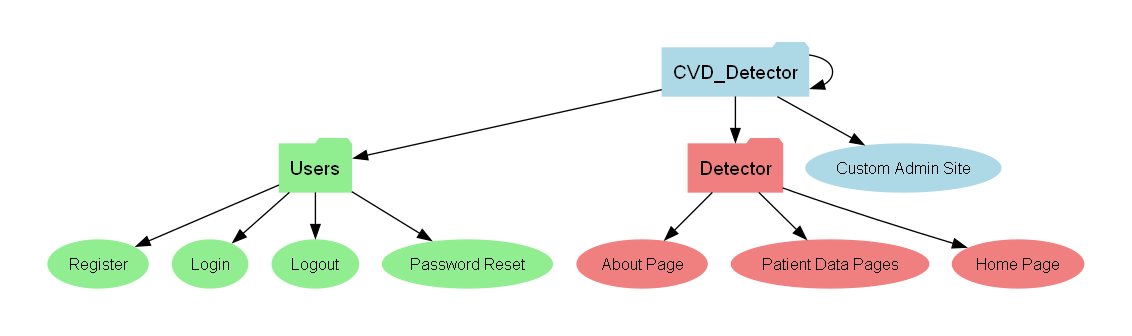 CVD_Detector
Users
Detector
Custom Admin Site
Register
Login
Logout
Password Reset
About Page
Patient Data Pages
Home Page